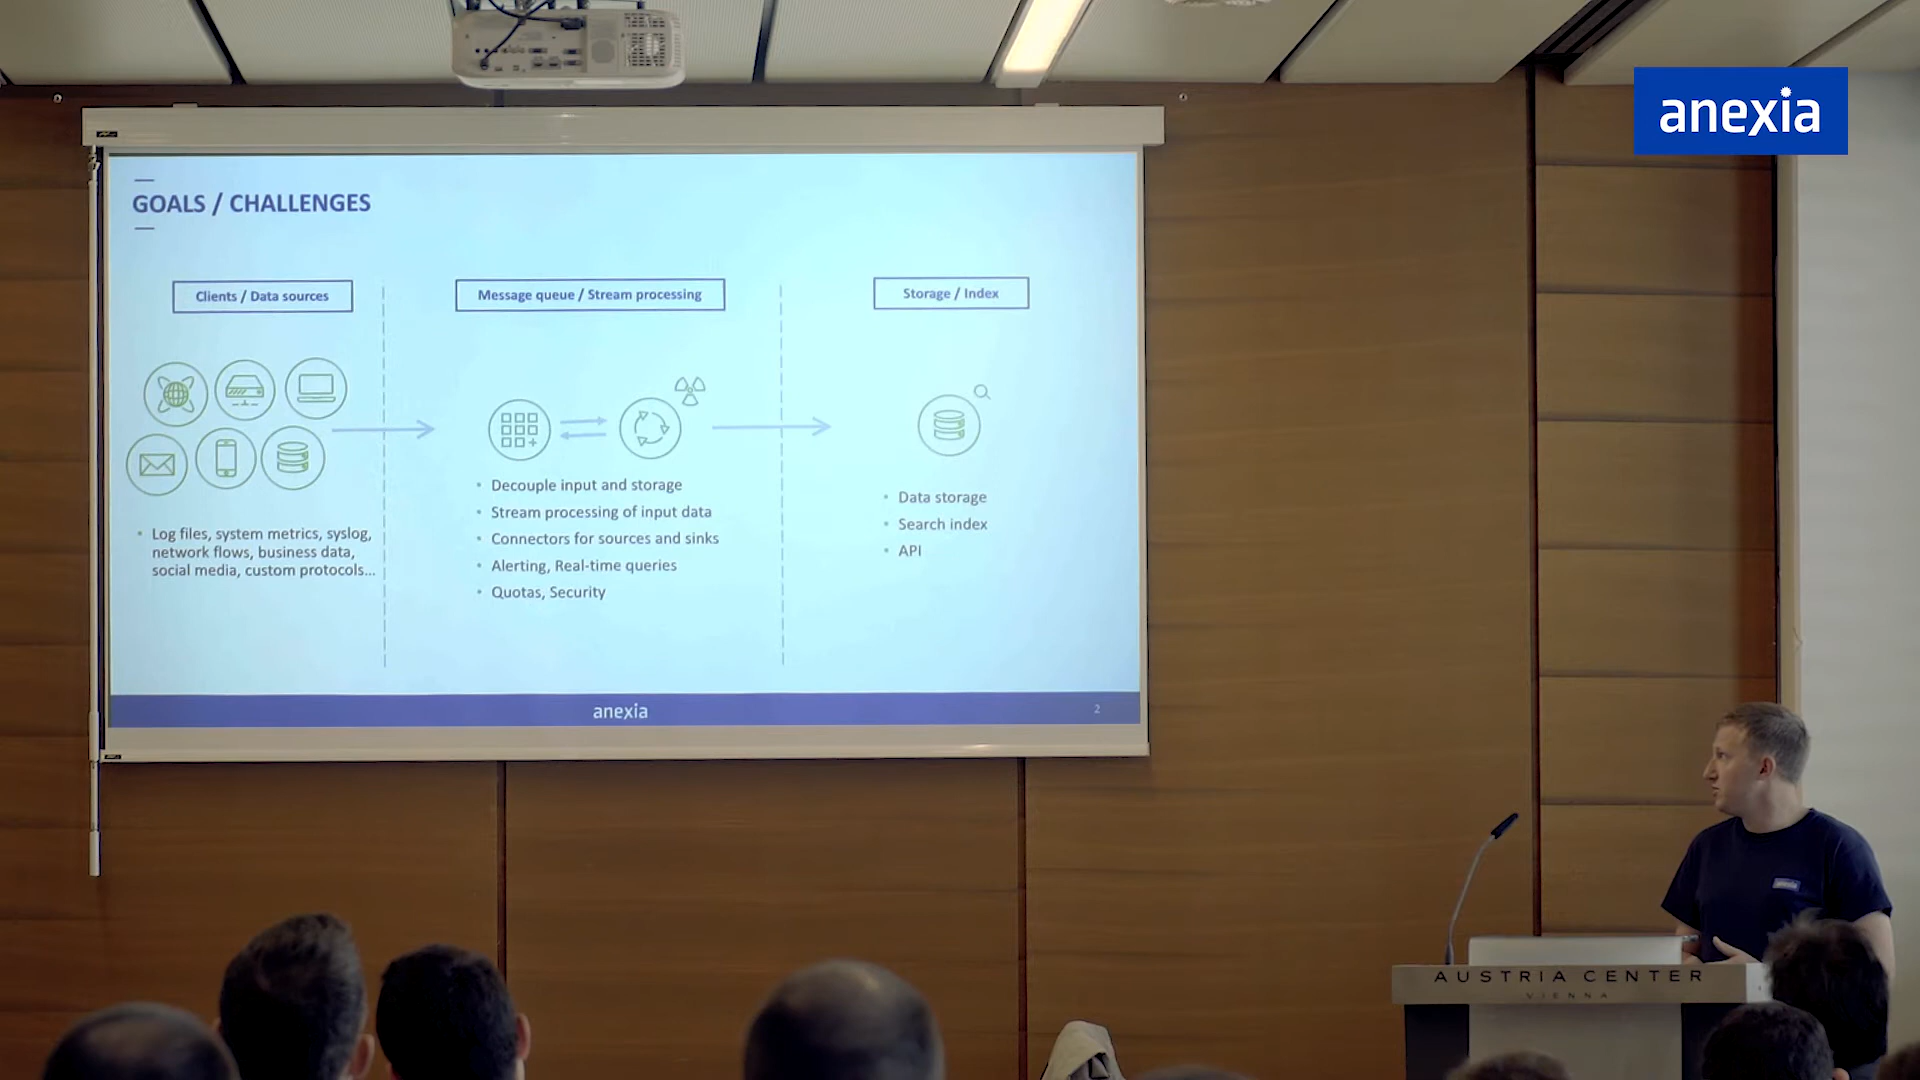 anexia
GOALS / CHALLENGES
Clients / Data sources
Message queue / Stream processing
Storage / Index
• Log files, system metrics, syslog,
network flows, business data,
social media, custom protocols...
• Decouple input and storage
• Stream processing of input data
• Connectors for sources and sinks
• Alerting, Real-time queries
• Quotas, Security
• Data storage
• Search index
• API
anexia
2
AUSTRIA CENTER
VIENNA